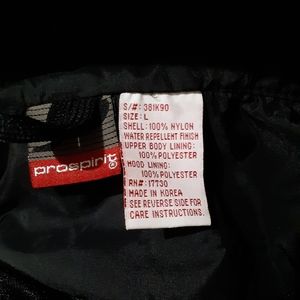 prospirit
S/#: 381K90
SIZE: L
SHELL: 100% NYLON
WATER REPELLENT FINISH
UPPER BODY LINING:
100% POLYESTER
HOOD LINING:
100% POLYESTER
RN#: 17730
MADE IN KOREA
SEE REVERSE SIDE FOR
CARE INSTRUCTIONS.